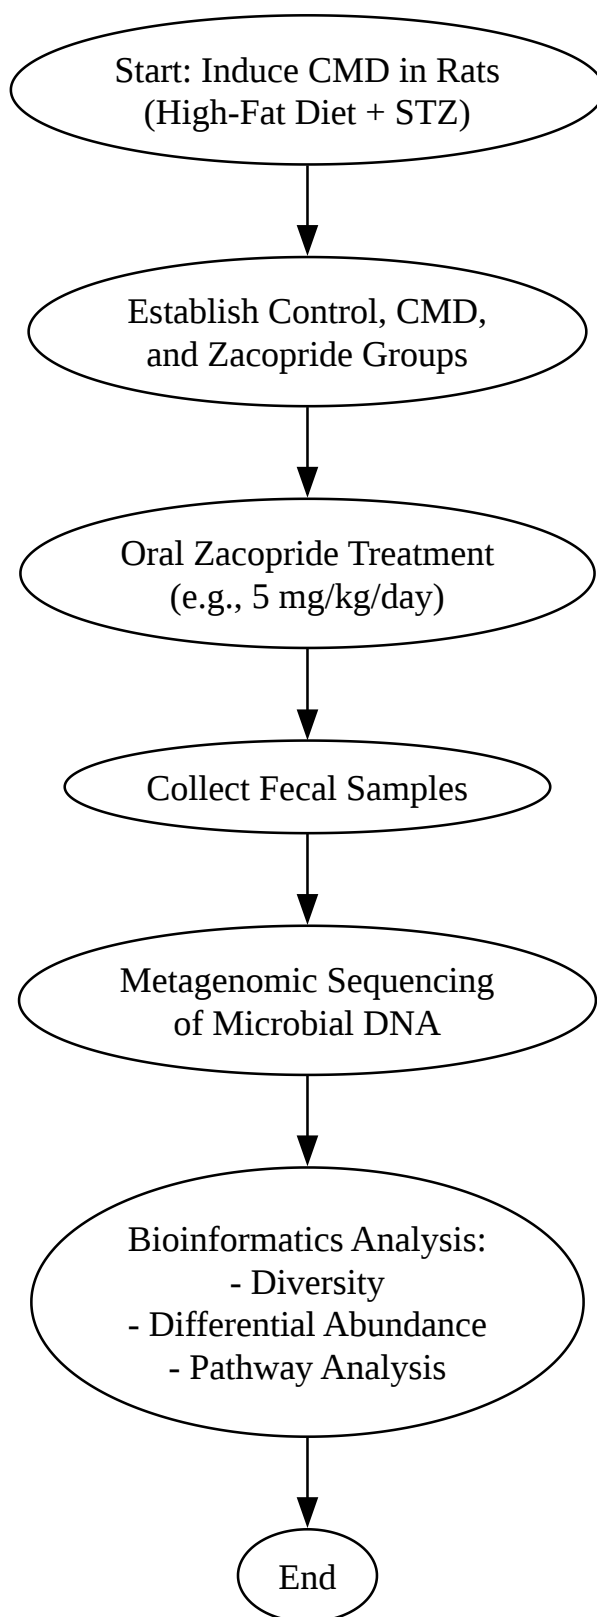 Start: Induce CMD in Rats
(High-Fat Diet + STZ)
Establish Control, CMD,
and Zacopride Groups
Oral Zacopride Treatment
(e.g., 5 mg/kg/day)
Collect Fecal Samples
Metagenomic Sequencing
of Microbial DNA
Bioinformatics Analysis:
- Diversity
- Differential Abundance
- Pathway Analysis
End